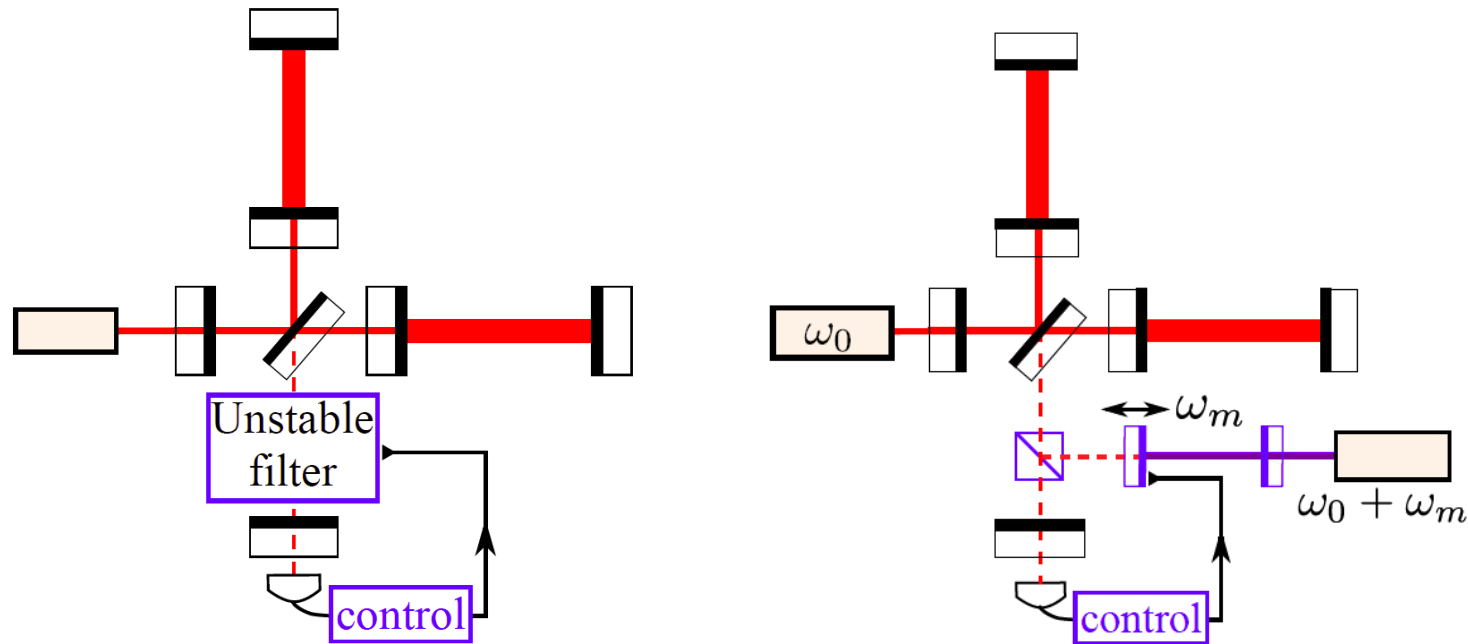 Unstable
filter
control
ω₀
ωₘ
ω₀ + ωₘ
control